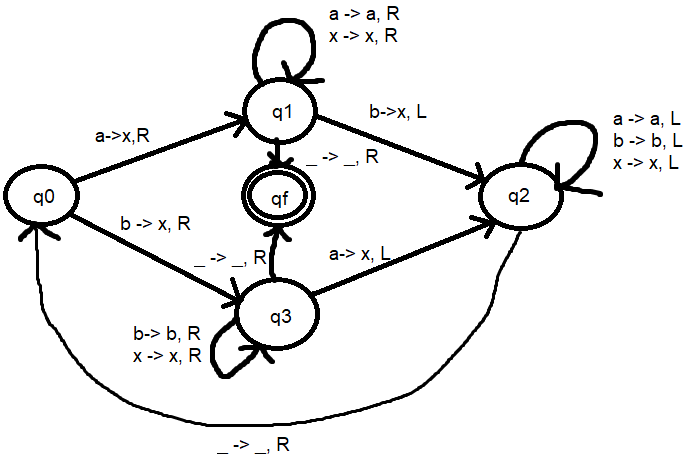 a -> a, R
x -> x, R
q1
b->x, L
a->x,R
a -> a, L
b -> b, L
x -> x, L
_ -> _, R
q0
qf
q2
b -> x, R
_ -> _, R
a-> x, L
q3
b-> b, R
x -> x, R
_ -> _, R